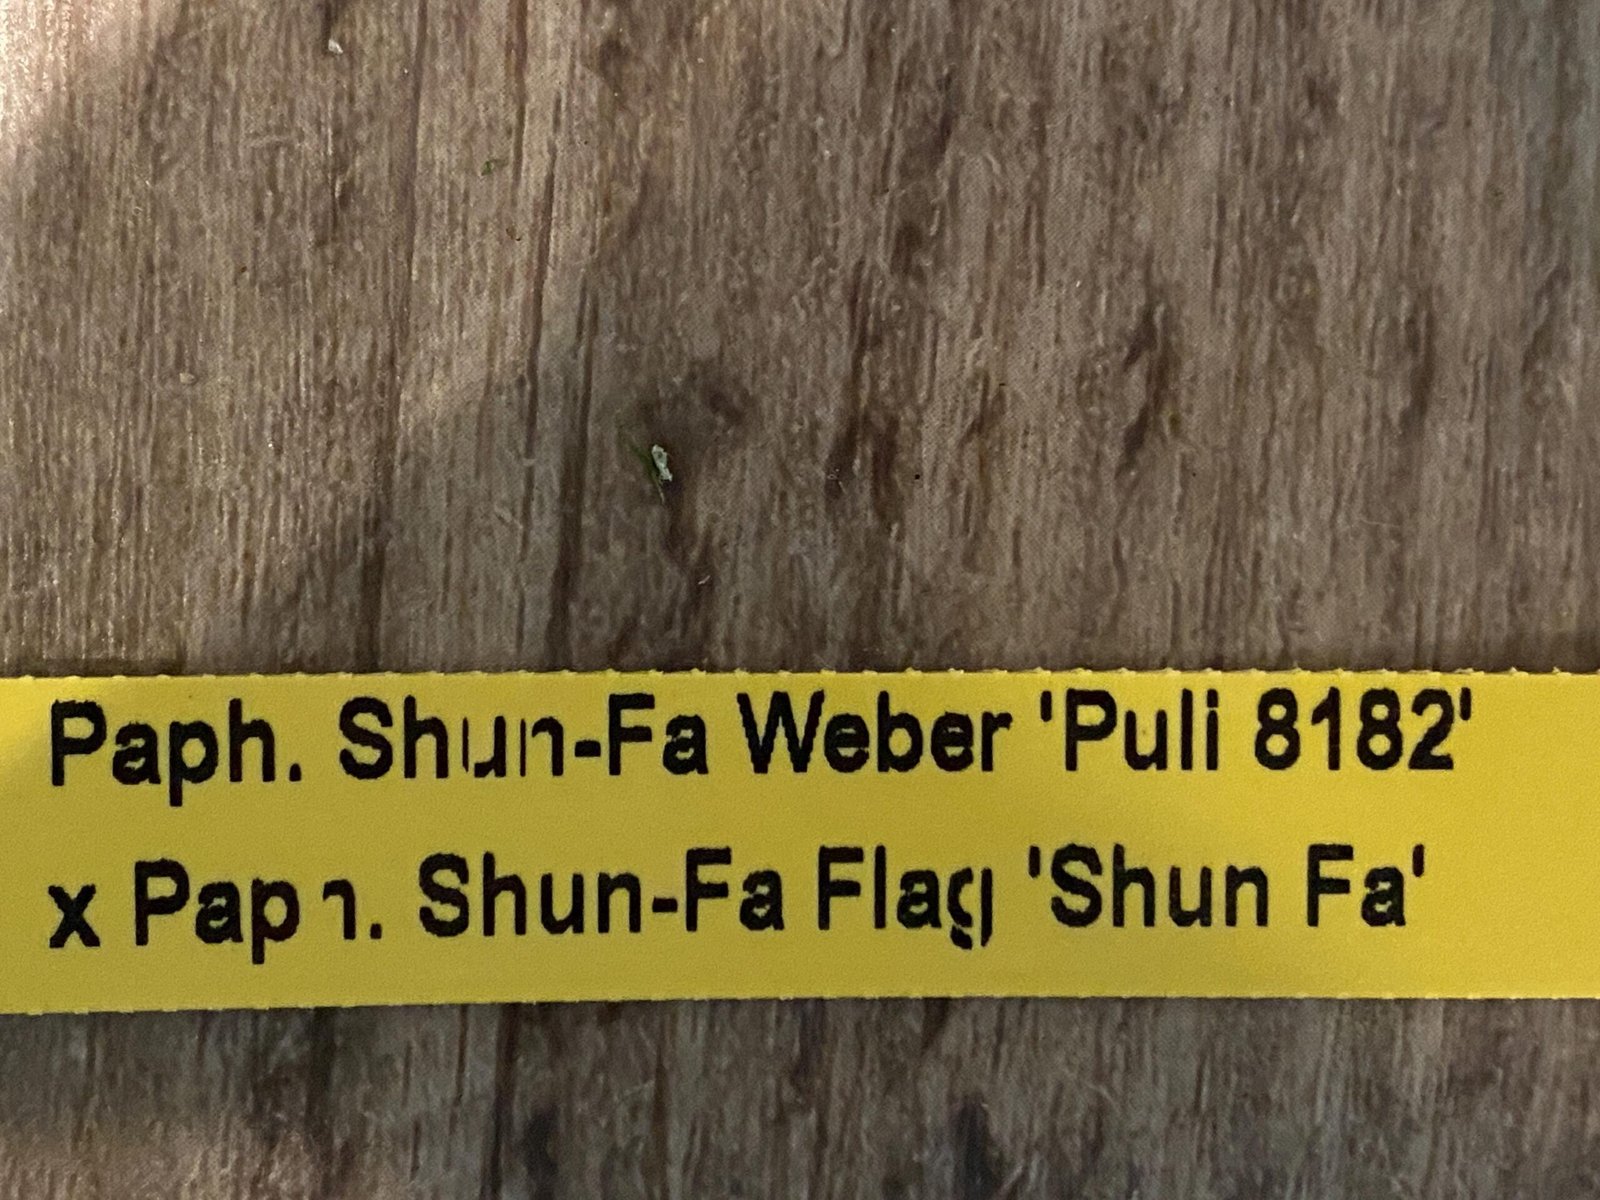 Paph. Shun-Fa Weber 'Puli 8182'
x Paph. Shun-Fa Flag 'Shun Fa'